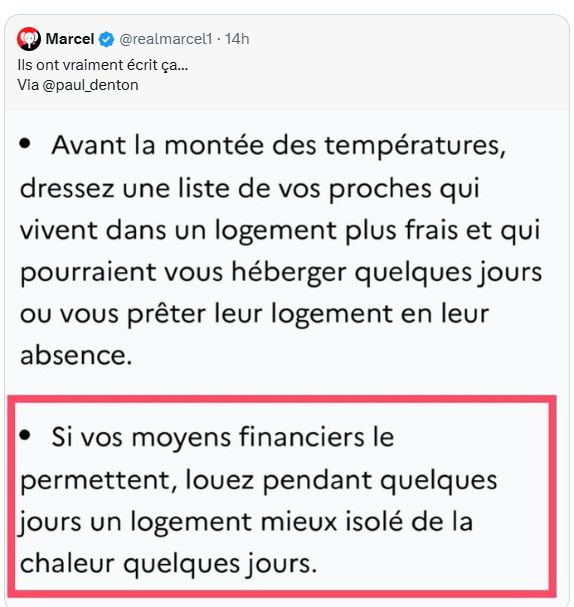 Marcel @realmarcel1 · 14h
Ils ont vraiment écrit ça...
Via @paul_denton
• Avant la montée des températures,
dressez une liste de vos proches qui
vivent dans un logement plus frais et qui
pourraient vous héberger quelques jours
ou vous prêter leur logement en leur
absence.
• Si vos moyens financiers le
permettent, louez pendant quelques
jours un logement mieux isolé de la
chaleur quelques jours.